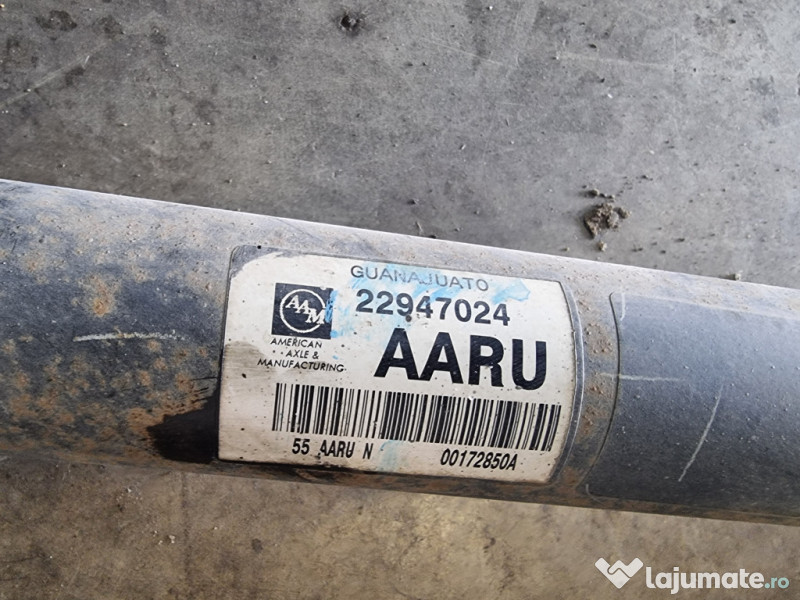 GUANAJUATO
AAM
22947024
AMERICAN
AXLE &
MANUFACTURING
AARU
55 AARU N 00172850A
lajumate.ro